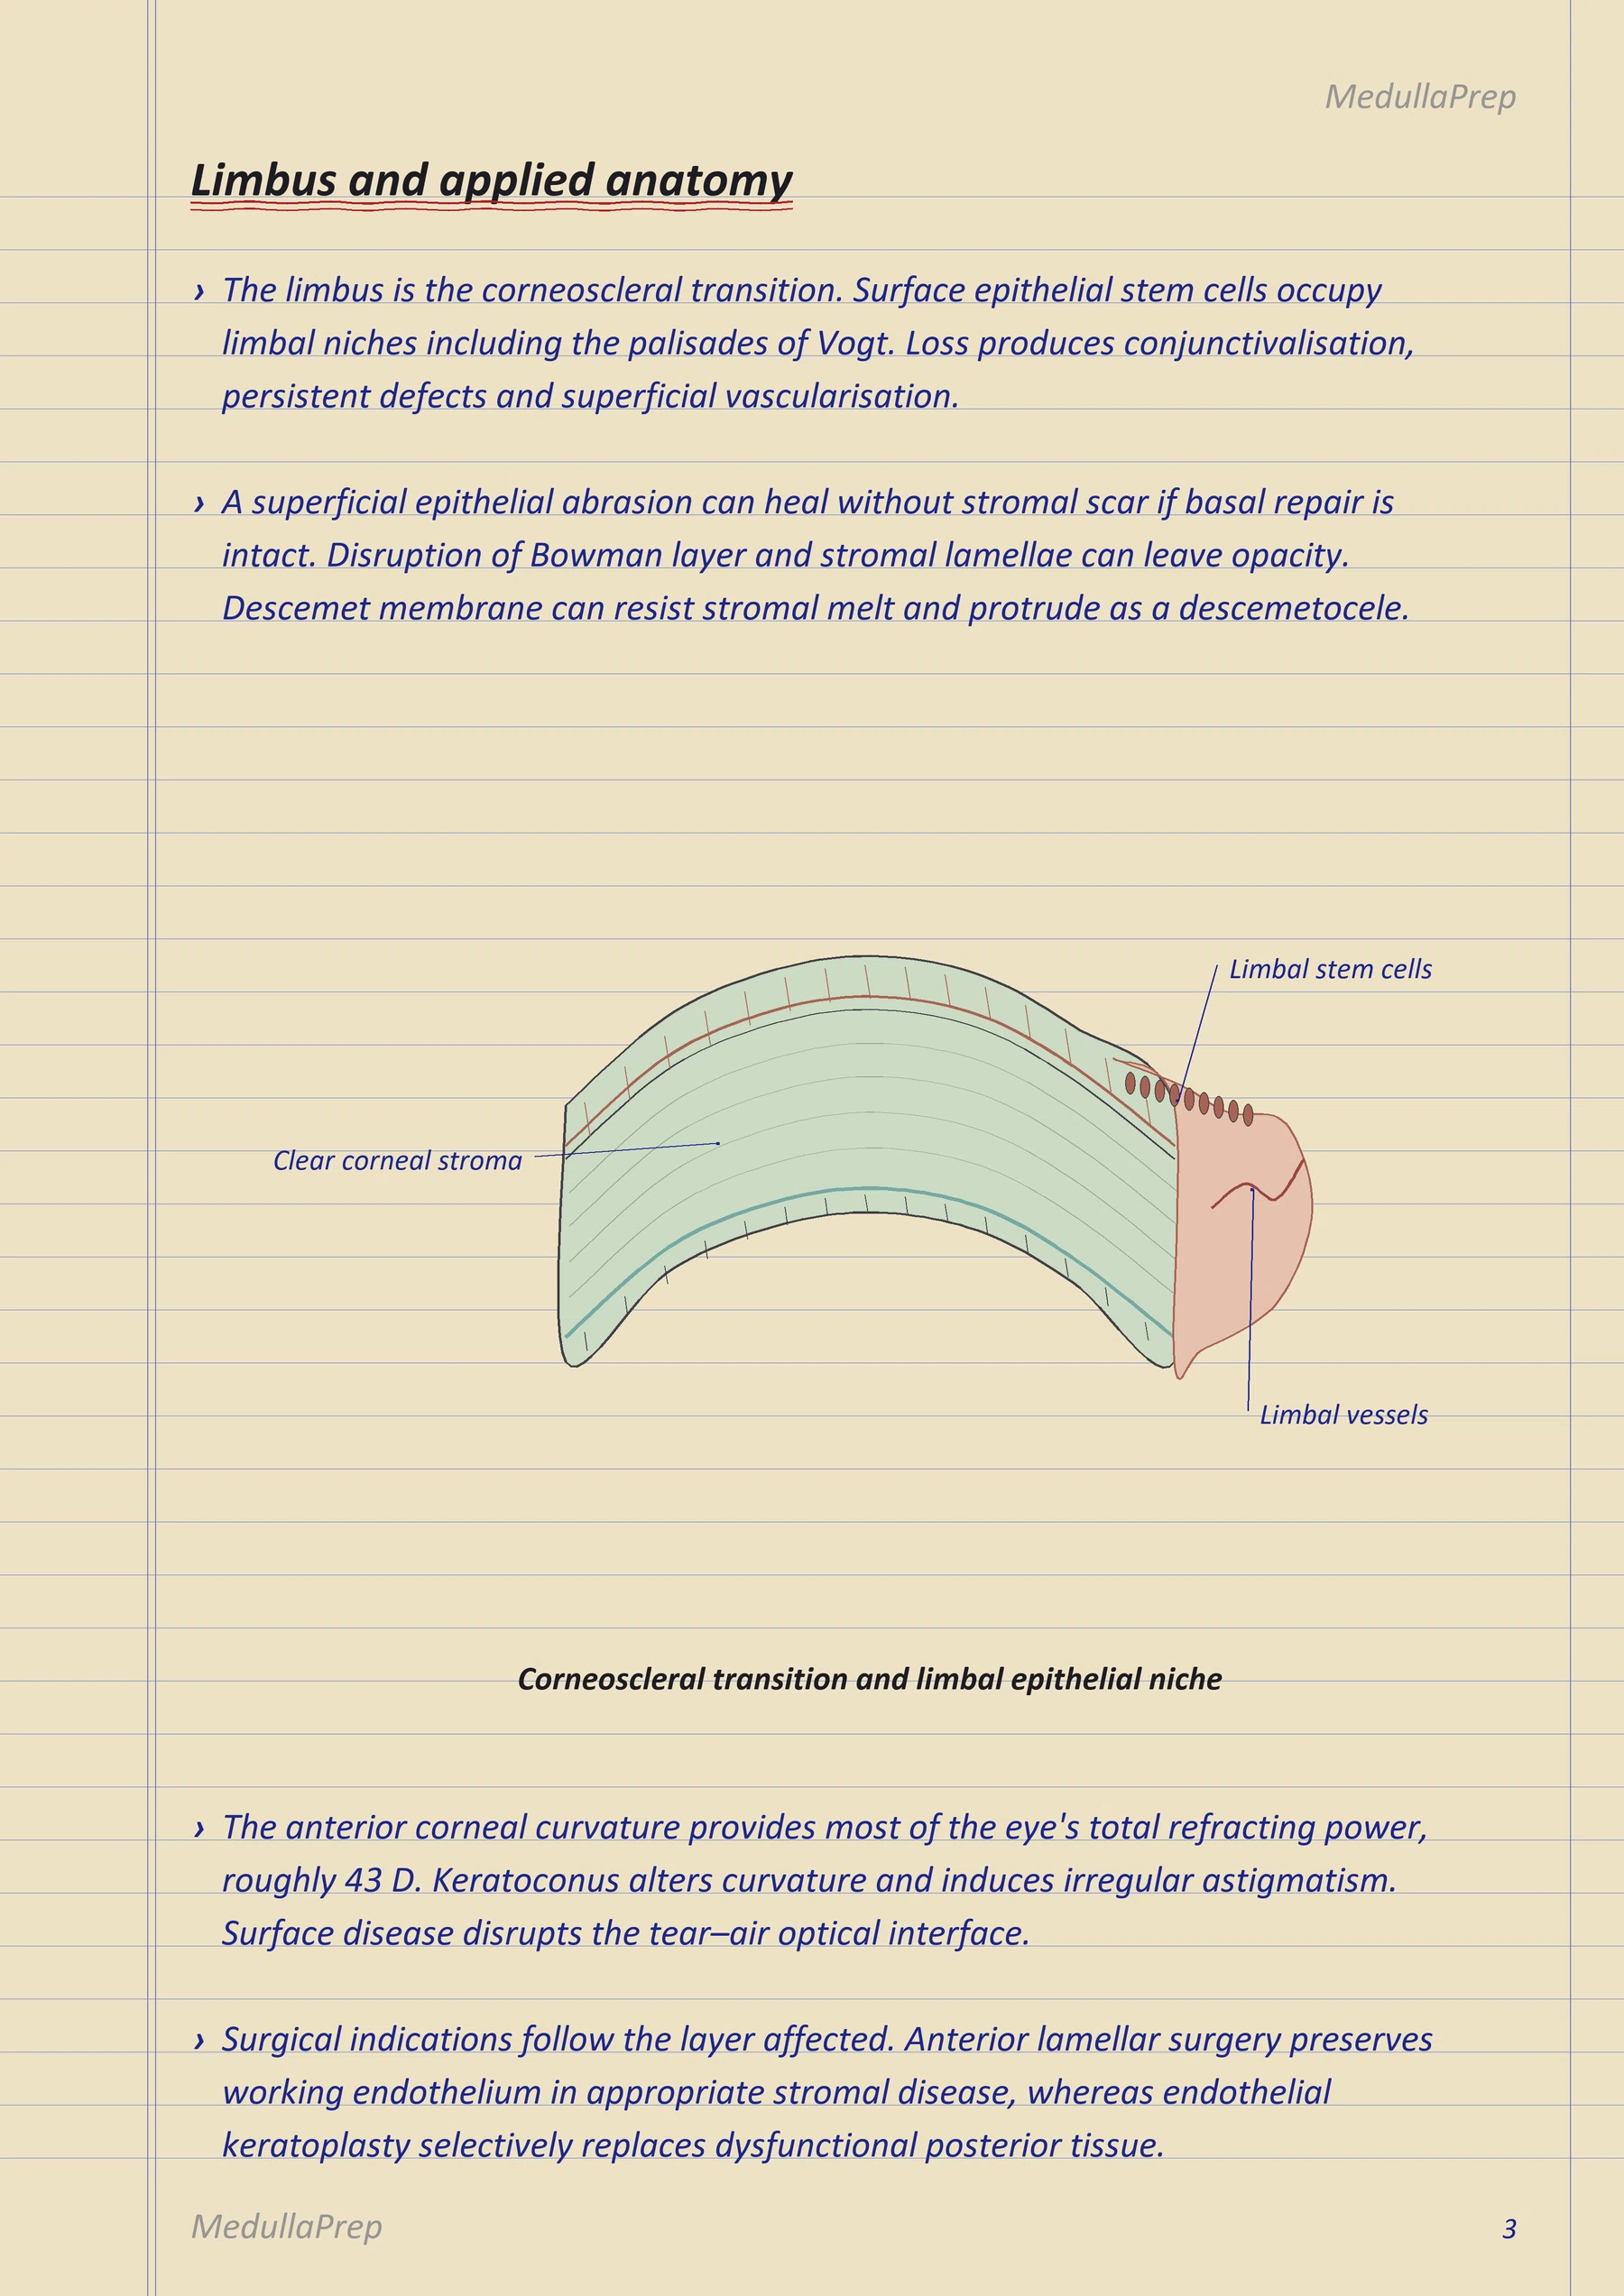 MedullaPrep
Limbus and applied anatomy
› The limbus is the corneoscleral transition. Surface epithelial stem cells occupy
limbal niches including the palisades of Vogt. Loss produces conjunctivalisation,
persistent defects and superficial vascularisation.
› A superficial epithelial abrasion can heal without stromal scar if basal repair is
intact. Disruption of Bowman layer and stromal lamellae can leave opacity.
Descemet membrane can resist stromal melt and protrude as a descemetocele.
Limbal stem cells
Clear corneal stroma
Limbal vessels
Corneoscleral transition and limbal epithelial niche
› The anterior corneal curvature provides most of the eye's total refracting power,
roughly 43 D. Keratoconus alters curvature and induces irregular astigmatism.
Surface disease disrupts the tear–air optical interface.
› Surgical indications follow the layer affected. Anterior lamellar surgery preserves
working endothelium in appropriate stromal disease, whereas endothelial
keratoplasty selectively replaces dysfunctional posterior tissue.
MedullaPrep
3